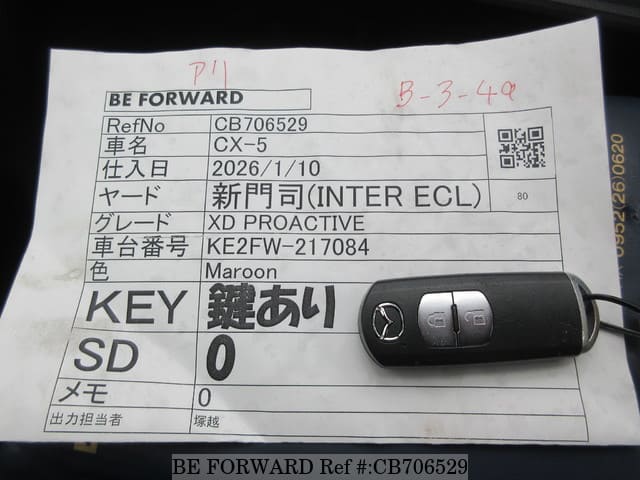 アリ
B-3-49
BE FORWARD
RefNo CB706529
車名 CX-5
仕入日 2026/1/10
ヤード 新門司(INTER ECL) 80
グレード XD PROACTIVE
車台番号 KE2FW-217084
色 Maroon
KEY 鍵あり
SD 0
メモ 0
出力担当者 塚越
0952(26)0620
BE FORWARD Ref #:CB706529